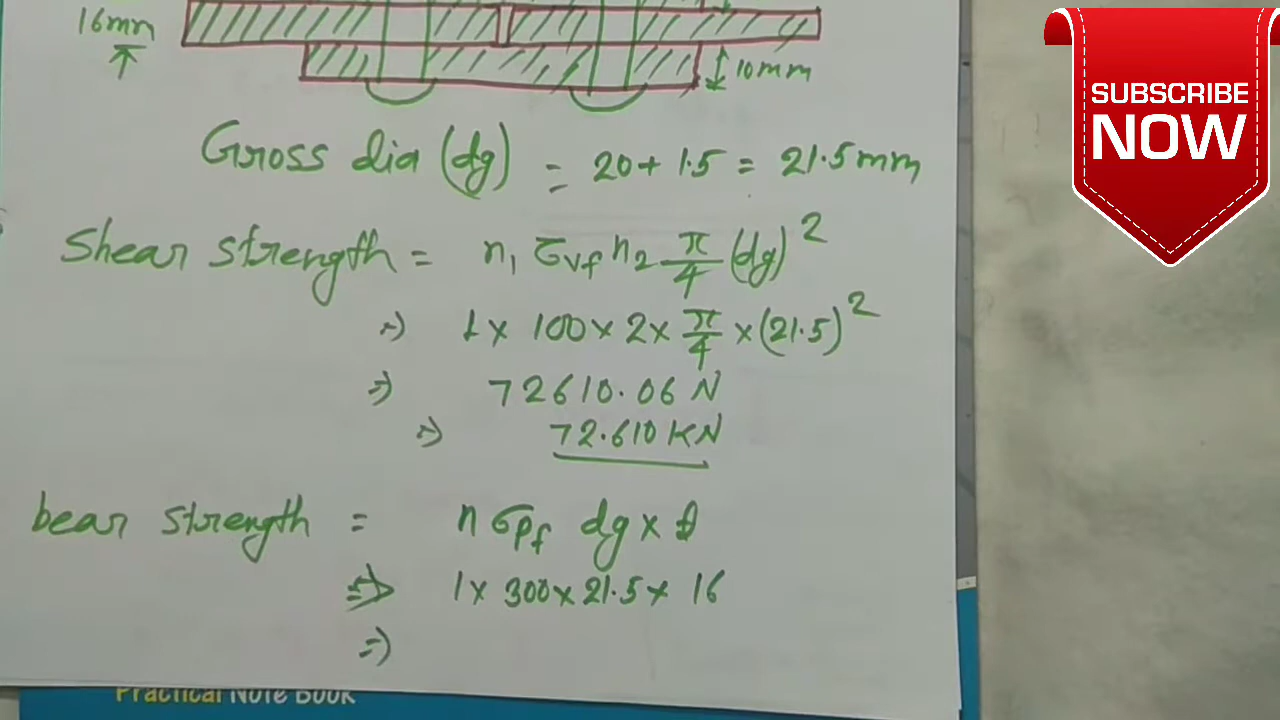 16mm
10mm
SUBSCRIBE
NOW
Gross dia (dg) = 20 + 1.5 = 21.5mm
Shear strength = n₁ τvf n₂ π/4 (dg)²
⇒ 1 × 100 × 2 × π/4 × (21.5)²
⇒ 72610.06 N
⇒ 72.610 KN
bear strength = n σpf dg × t
⇒ 1 × 300 × 21.5 × 16
⇒
Practical Note Book